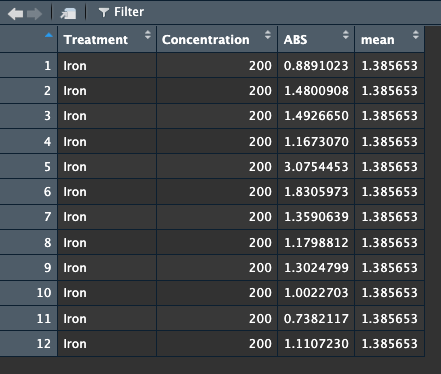 Filter
Treatment Concentration ABS mean
1 Iron 200 0.8891023 1.385653
2 Iron 200 1.4800908 1.385653
3 Iron 200 1.4926650 1.385653
4 Iron 200 1.1673070 1.385653
5 Iron 200 3.0754453 1.385653
6 Iron 200 1.8305973 1.385653
7 Iron 200 1.3590639 1.385653
8 Iron 200 1.1798812 1.385653
9 Iron 200 1.3024799 1.385653
10 Iron 200 1.0022703 1.385653
11 Iron 200 0.7382117 1.385653
12 Iron 200 1.1107230 1.385653